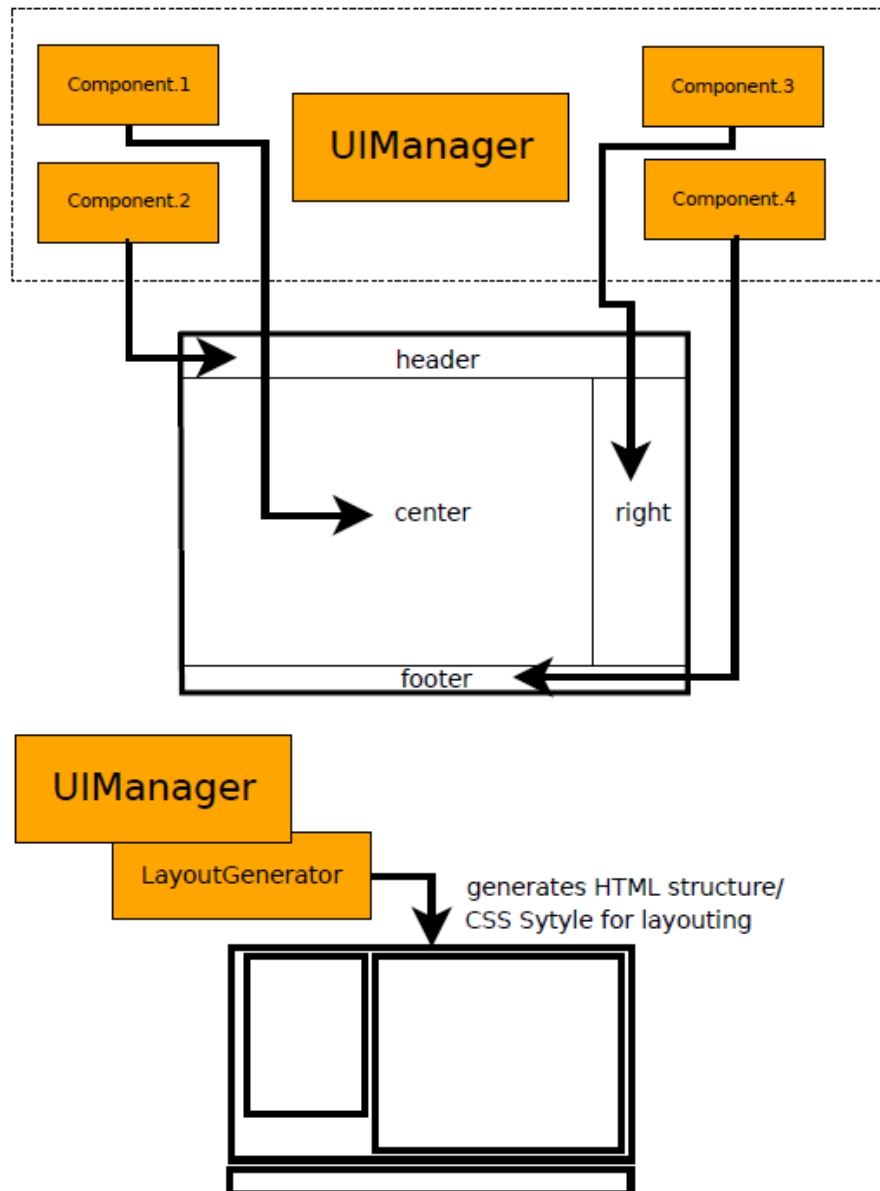 Component.1
Component.3
UIManager
Component.2
Component.4
header
center
right
footer
UIManager
LayoutGenerator
generates HTML structure/
CSS Sytyle for layouting